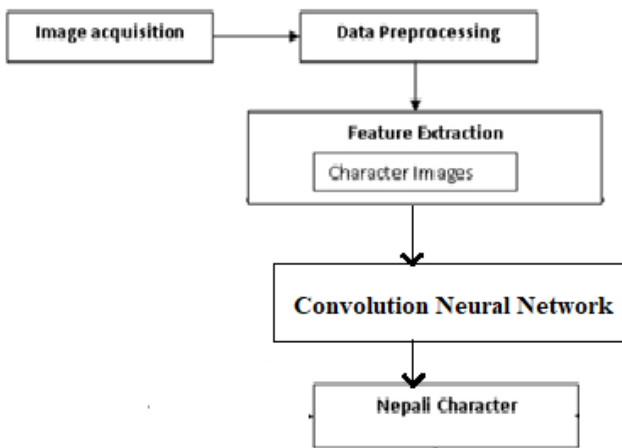 Image acquisition
Data Preprocessing
Feature Extraction
Character Images
Convolution Neural Network
Nepali Character